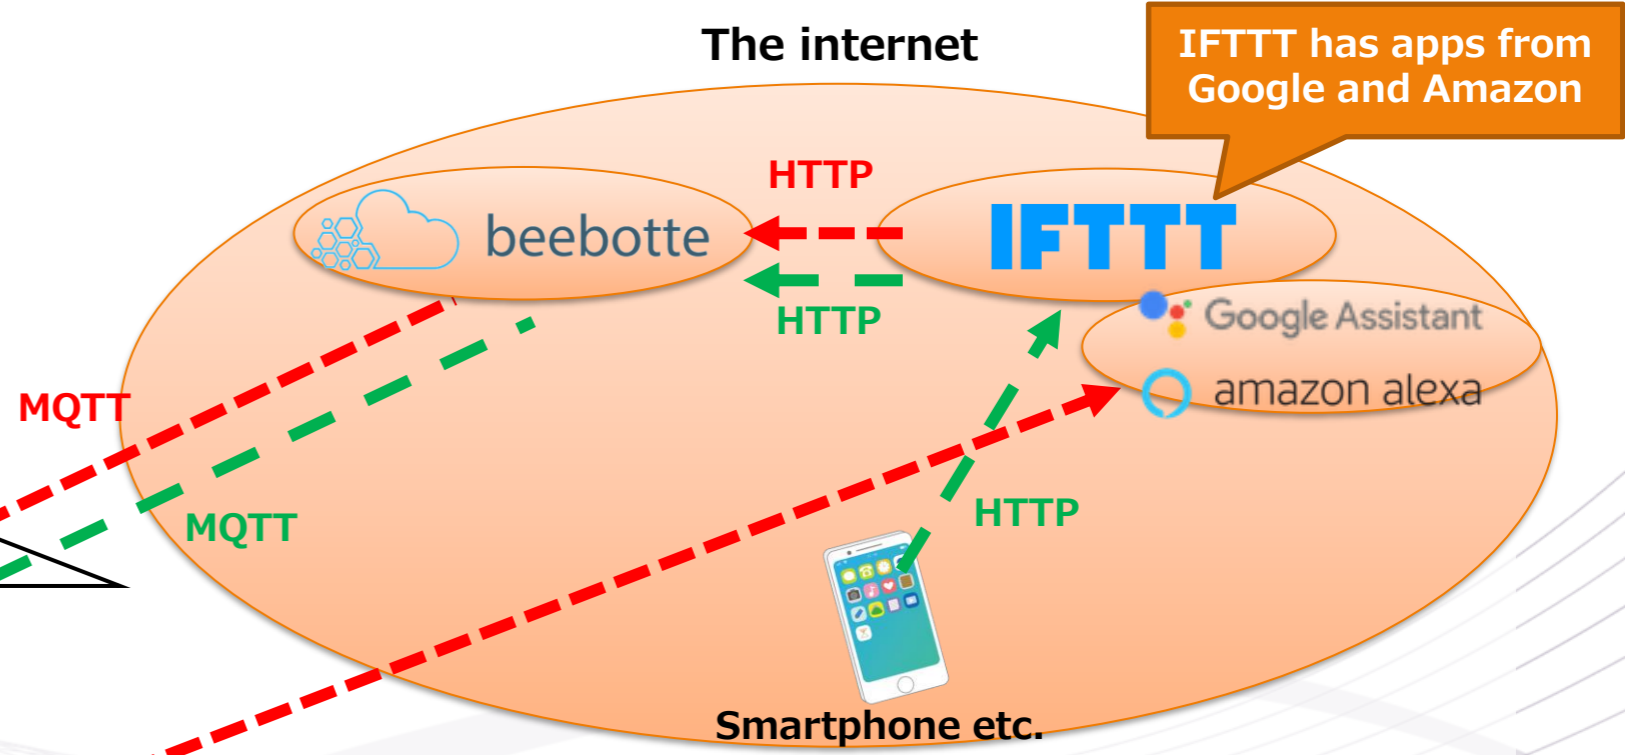 The internet
IFTTT has apps from
Google and Amazon
HTTP
beebotte
IFTTT
HTTP
Google Assistant
amazon alexa
MQTT
MQTT
HTTP
Smartphone etc.